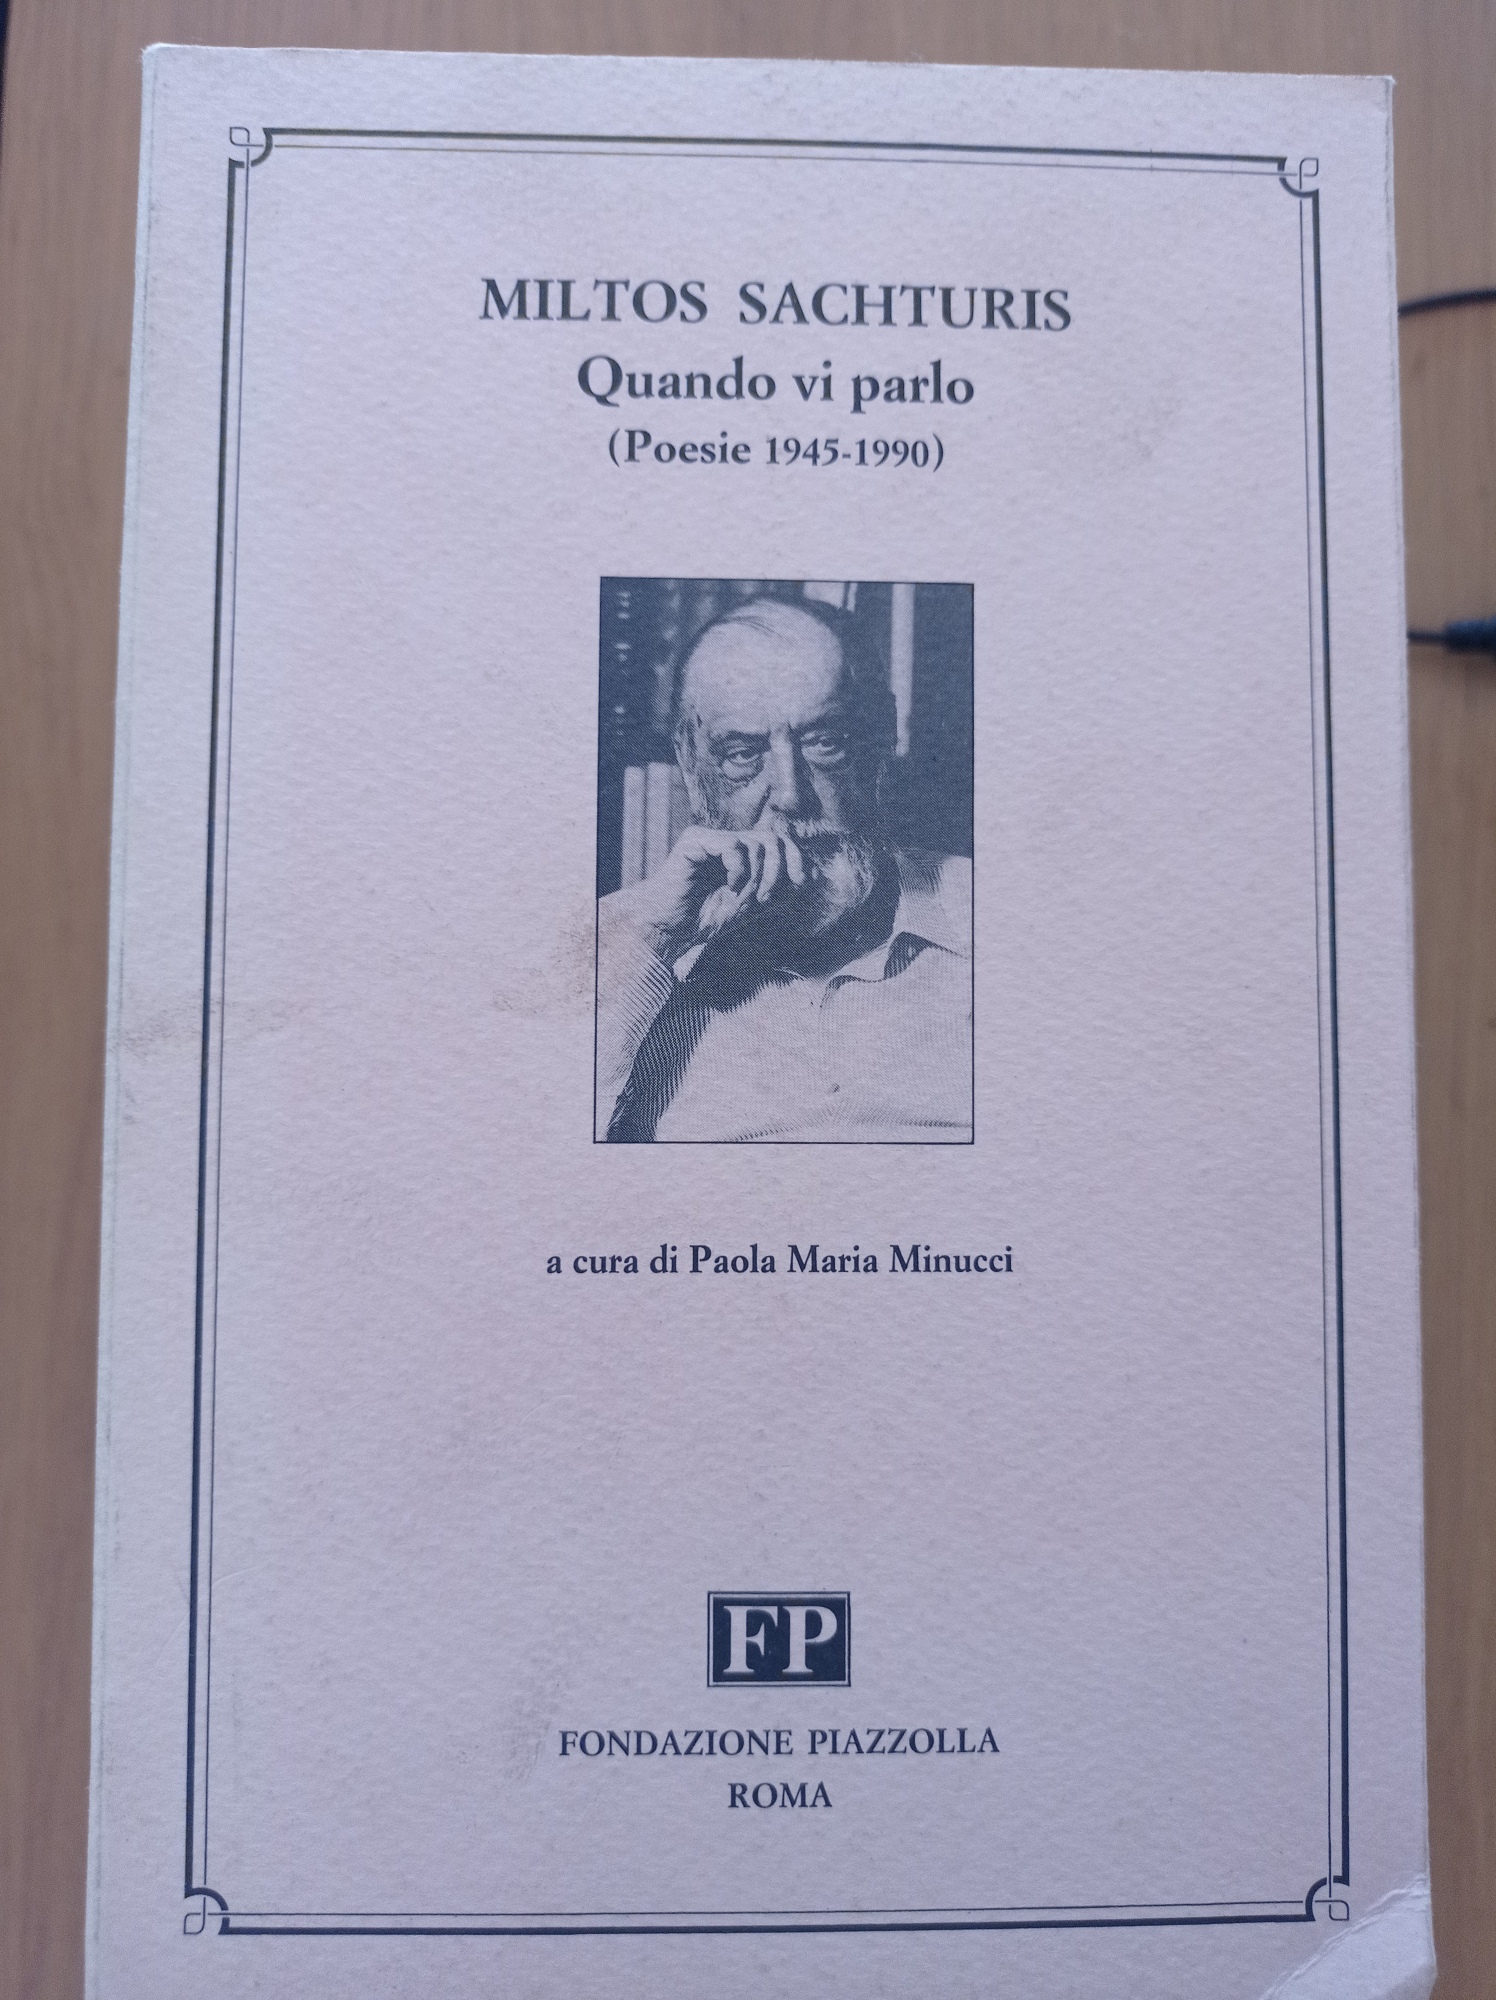 MILTOS SACHTURIS
Quando vi parlo
(Poesie 1945-1990)
a cura di Paola Maria Minucci
FP
FONDAZIONE PIAZZOLLA
ROMA